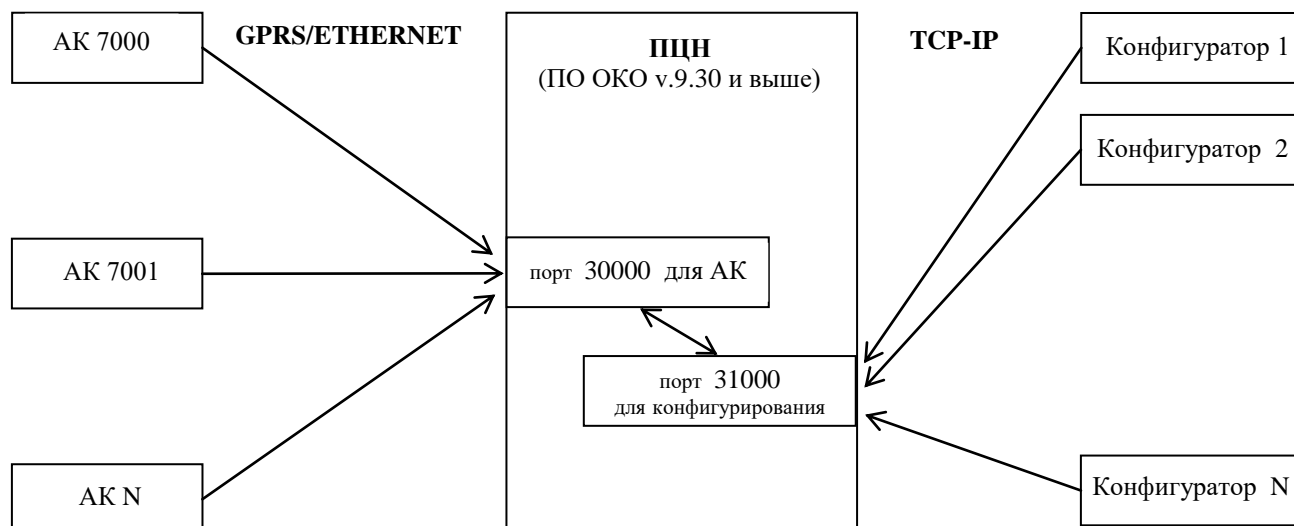 АК 7000
GPRS/ETHERNET
ПЦН
(ПО ОКО v.9.30 и выше)
TCP-IP
Конфигуратор 1
Конфигуратор 2
АК 7001
порт 30000 для АК
порт 31000
для конфигурирования
АК N
Конфигуратор N